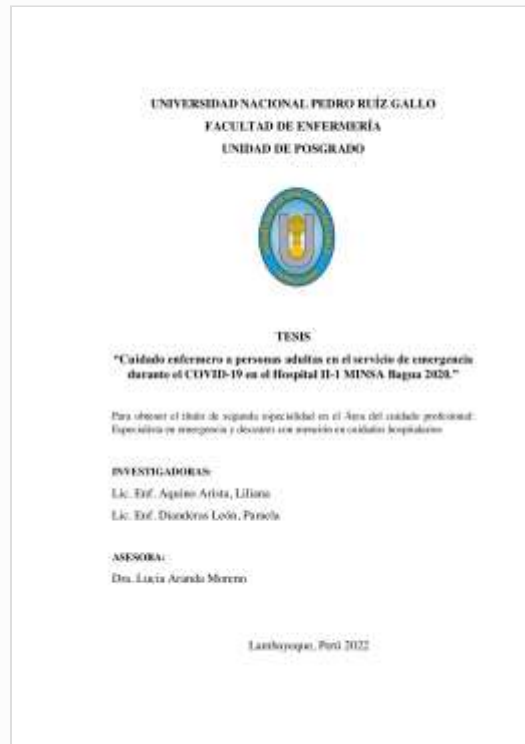 UNIVERSIDAD NACIONAL PEDRO RUÍZ GALLO
FACULTAD DE ENFERMERÍA
UNIDAD DE POSGRADO
TESIS
“Cuidado enfermero a personas adultas en el servicio de emergencia
durante el COVID-19 en el Hospital II-1 MINSA Bagua 2020.”
Para obtener el título de segunda especialidad en el Área del cuidado profesional:
Especialista en emergencia y desastres con mención en cuidados hospitalarios
INVESTIGADORAS:
Lic. Enf. Aquino Arista, Liliana
Lic. Enf. Dianderas León, Pamela
ASESORA:
Dra. Lucía Aranda Moreno
Lambayeque, Perú 2022